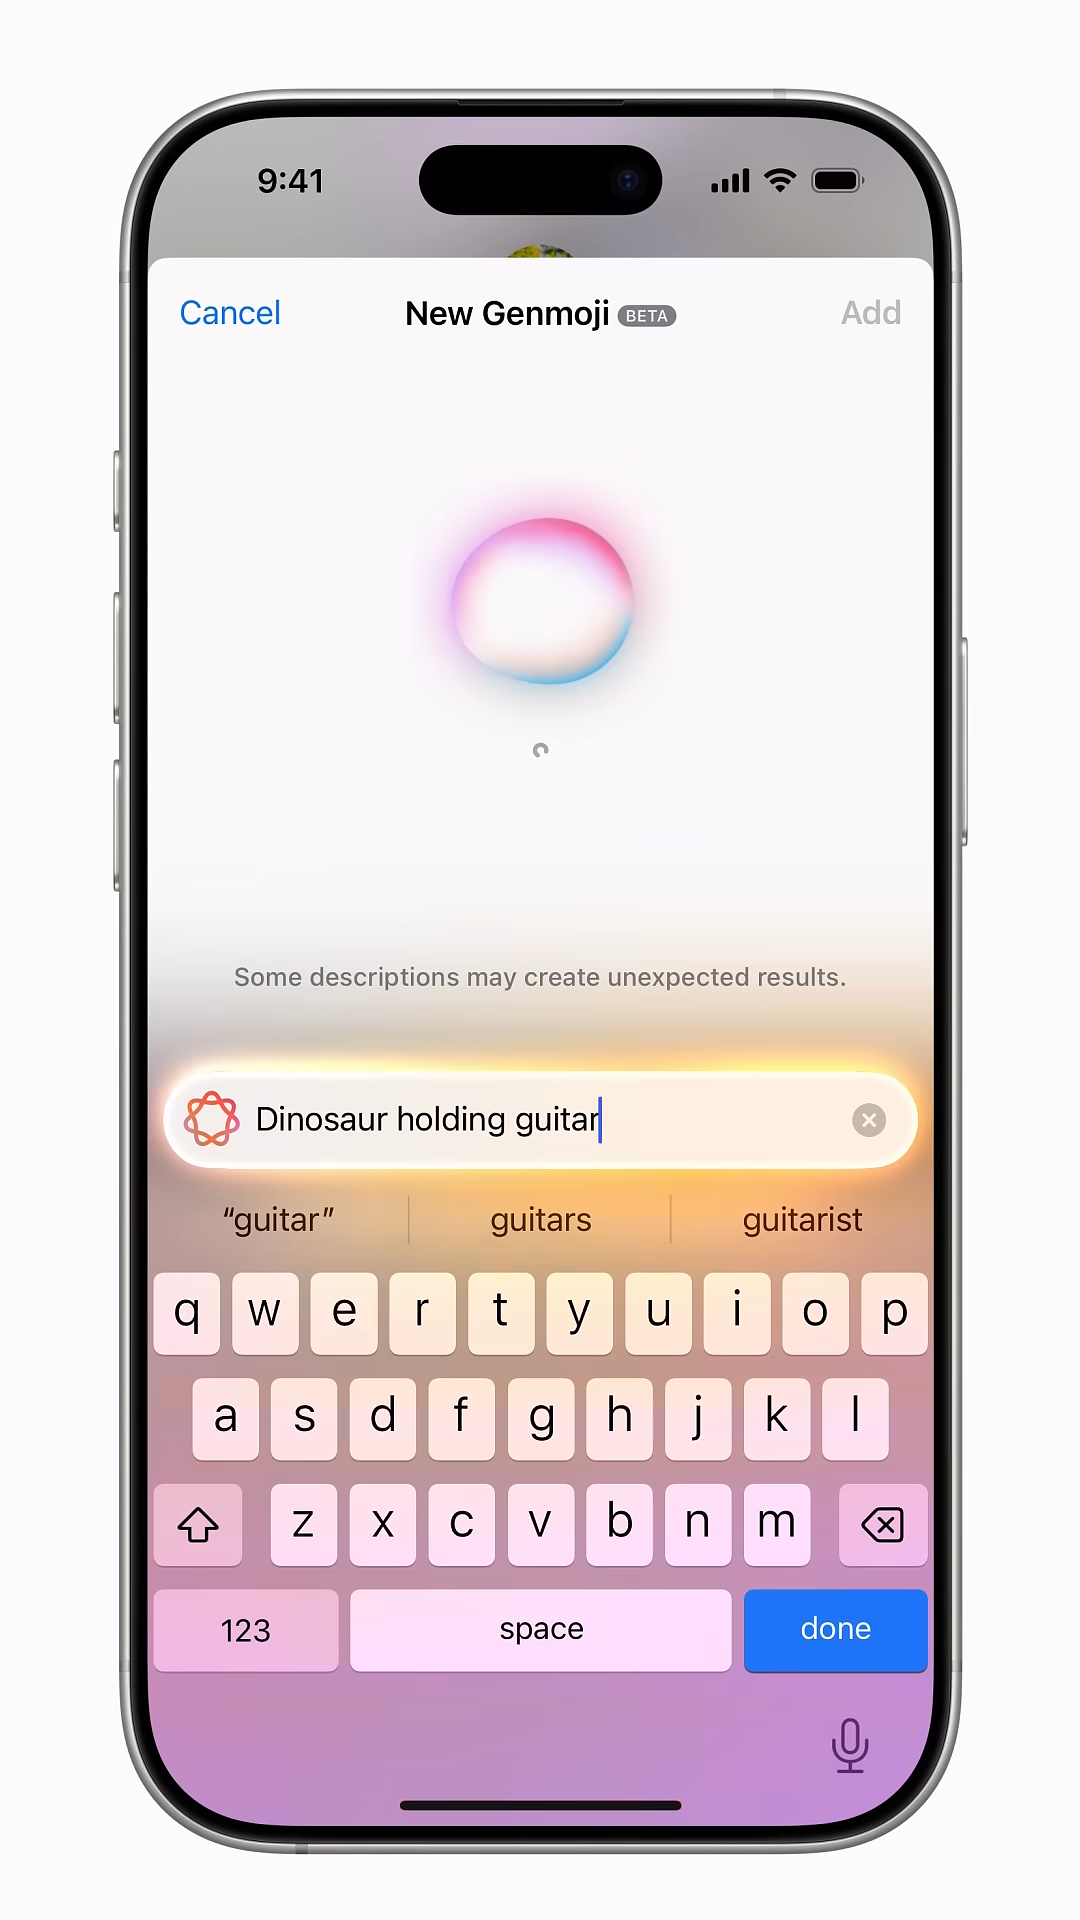 9:41
Cancel New Genmoji BETA Add
Some descriptions may create unexpected results.
Dinosaur holding guitar
“guitar” guitars guitarist
q w e r t y u i o p
a s d f g h j k l
z x c v b n m
123 space done